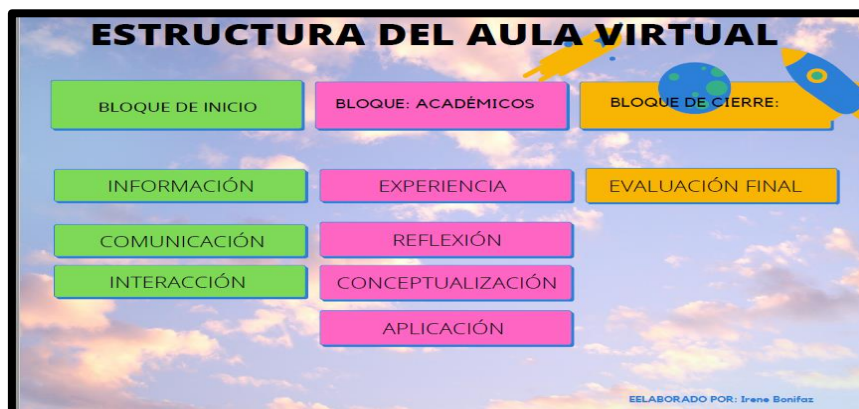 ESTRUCTURA DEL AULA VIRTUAL
BLOQUE DE INICIO
INFORMACIÓN
COMUNICACIÓN
INTERACCIÓN
BLOQUE: ACADÉMICOS
EXPERIENCIA
REFLEXIÓN
CONCEPTUALIZACIÓN
APLICACIÓN
BLOQUE DE CIERRE:
EVALUACIÓN FINAL
EELABORADO POR: Irene Bonifaz